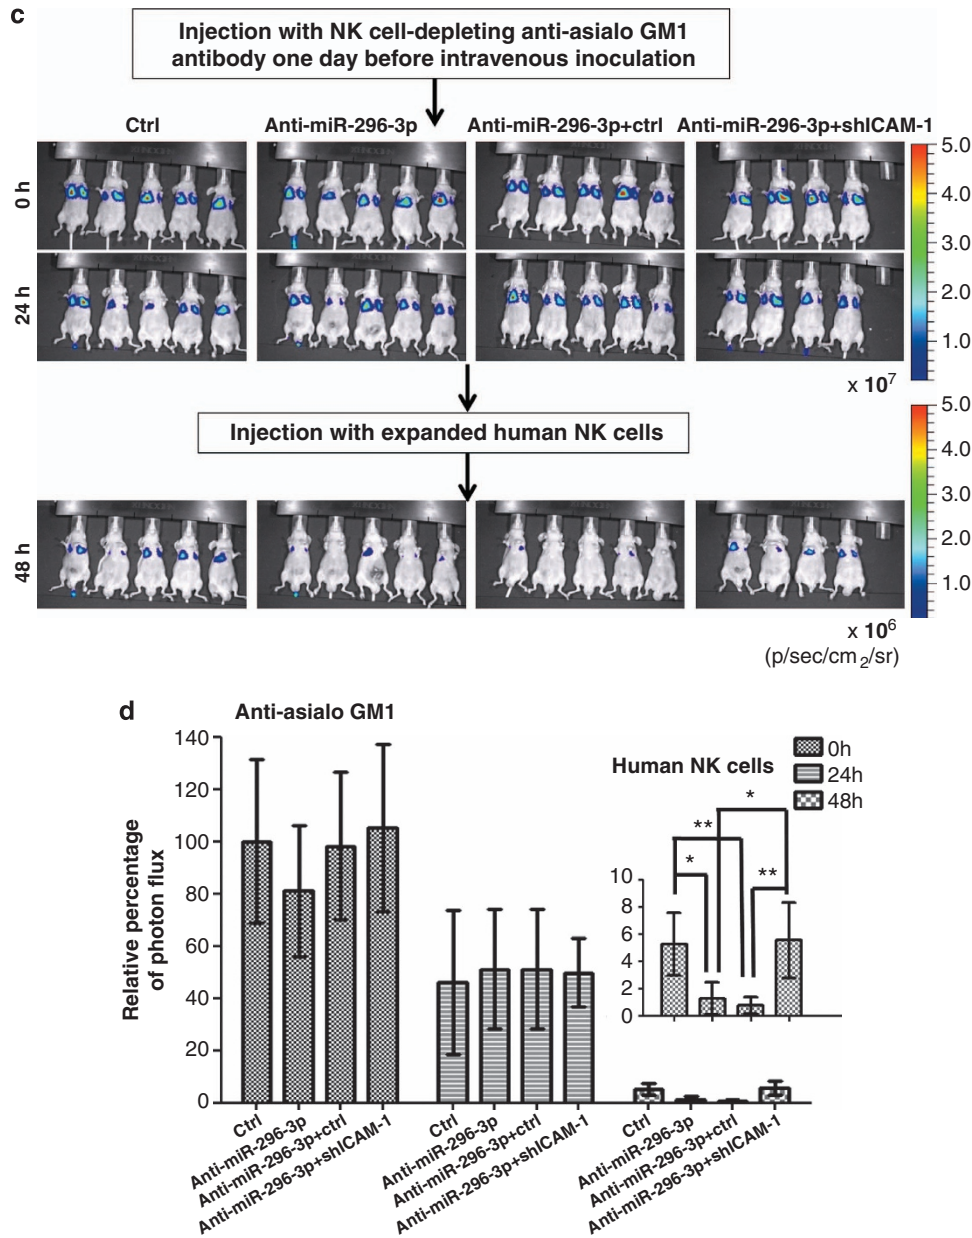 c
Injection with NK cell-depleting anti-asialo GM1
antibody one day before intravenous inoculation
Ctrl Anti-miR-296-3p Anti-miR-296-3p+ctrl Anti-miR-296-3p+shICAM-1
0 h
5.0
4.0
3.0
2.0
1.0
24 h
x 10⁷
Injection with expanded human NK cells
5.0
4.0
3.0
2.0
1.0
48 h
x 10⁶
(p/sec/cm₂/sr)
d
Anti-asialo GM1
Relative percentage
of photon flux
140
120
100
80
60
40
20
0
Human NK cells
0h
24h
48h
*
**
*
**
10
8
6
4
2
0
Ctrl
Anti-miR-296-3p
Anti-miR-296-3p+ctrl
Anti-miR-296-3p+shICAM-1
Ctrl
Anti-miR-296-3p
Anti-miR-296-3p+ctrl
Anti-miR-296-3p+shICAM-1
Ctrl
Anti-miR-296-3p
Anti-miR-296-3p+ctrl
Anti-miR-296-3p+shICAM-1